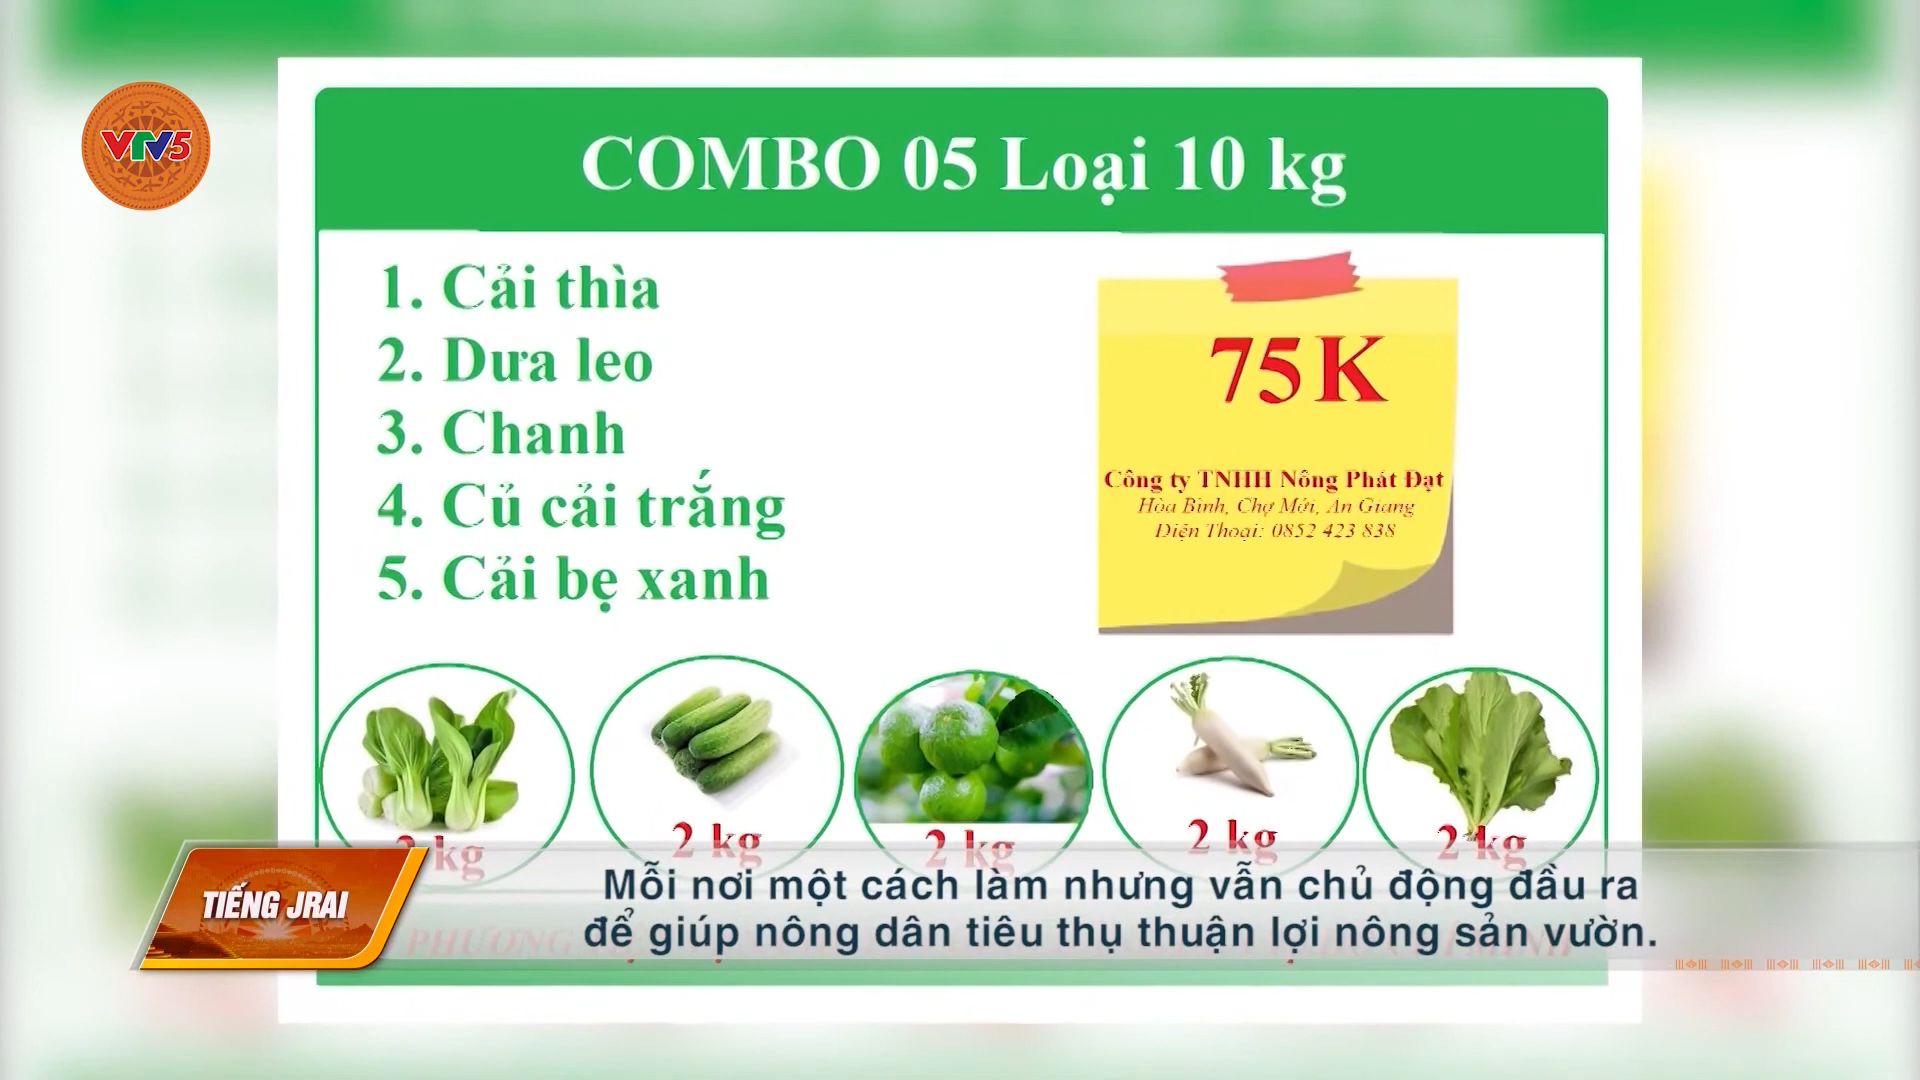 VTV5
COMBO 05 Loại 10 kg
1. Cải thìa
2. Dưa leo
3. Chanh
4. Củ cải trắng
5. Cải bẹ xanh
75K
Công ty TNHH Nông Phát Đạt
Hòa Bình, Chợ Mới, An Giang
Điện Thoại: 0852 423 838
2 kg
2 kg
2 kg
2 kg
2 kg
TIẾNG JRAI
Mỗi nơi một cách làm nhưng vẫn chủ động đầu ra
để giúp nông dân tiêu thụ thuận lợi nông sản vườn.
PHƯƠNG